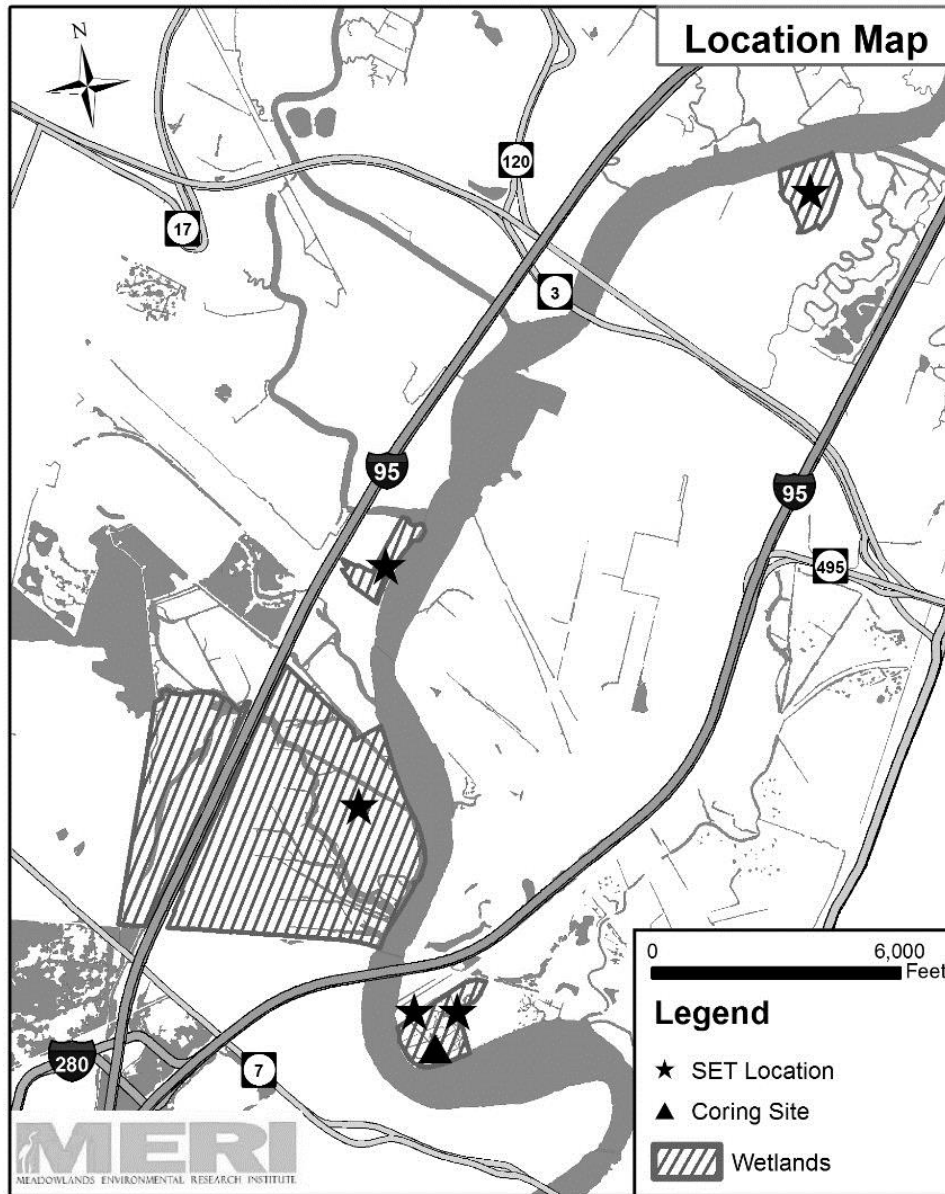 Location Map
N
120
17
3
95
95
495
0 6,000
Feet
Legend
SET Location
Coring Site
Wetlands
280
7
MERI
MEADOWLANDS ENVIRONMENTAL RESEARCH INSTITUTE